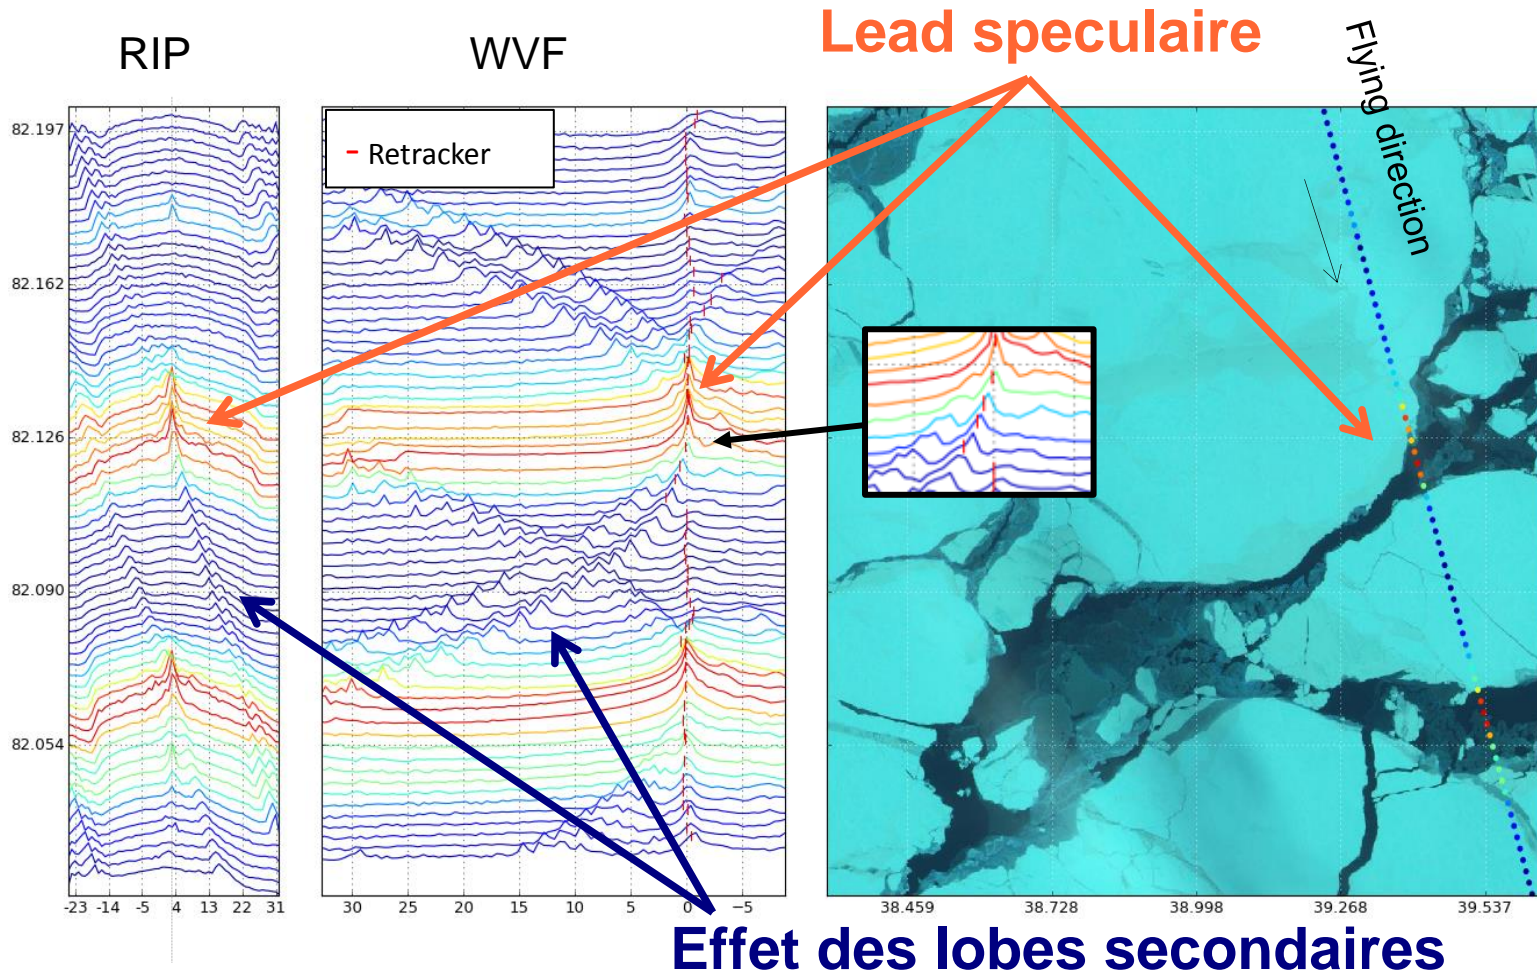 RIP
WVF
Lead speculaire
Flying direction
Retracker
82.197
82.162
82.126
82.090
82.054
-23 -14 -5 4 13 22 31
30 25 20 15 10 5 0 −5
38.459 38.728 38.998 39.268 39.537
Effet des lobes secondaires